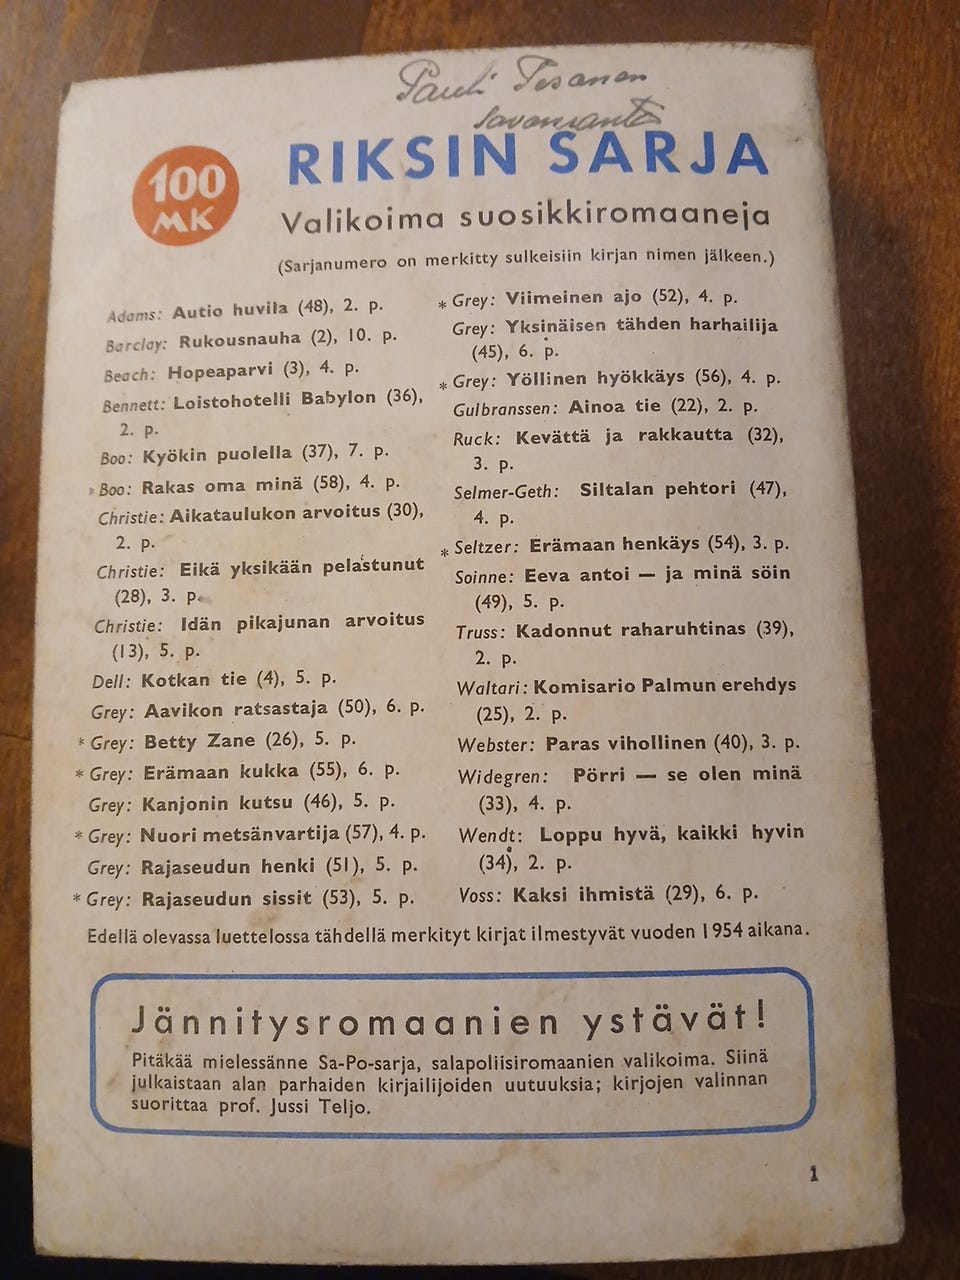 Pauli Pesonen
Savonranta
100
MK
RIKSIN SARJA
Valikoima suosikkiromaaneja
(Sarjanumero on merkitty sulkeisiin kirjan nimen jälkeen.)
Adams: Autio huvila (48), 2. p.
Barclay: Rukousnauha (2), 10. p.
Beach: Hopeaparvi (3), 4. p.
Bennett: Loistohotelli Babylon (36),
2. p.
Boo: Kyökin puolella (37), 7. p.
* Boo: Rakas oma minä (58), 4. p.
Christie: Aikataulukon arvoitus (30),
2. p.
Christie: Eikä yksikään pelastunut
(28), 3. p.
Christie: Idän pikajunan arvoitus
(13), 5. p.
Dell: Kotkan tie (4), 5. p.
Grey: Aavikon ratsastaja (50), 6. p.
* Grey: Betty Zane (26), 5. p.
* Grey: Erämaan kukka (55), 6. p.
Grey: Kanjonin kutsu (46), 5. p.
* Grey: Nuori metsänvartija (57), 4. p.
Grey: Rajaseudun henki (51), 5. p.
* Grey: Rajaseudun sissit (53), 5. p.
* Grey: Viimeinen ajo (52), 4. p.
Grey: Yksinäisen tähden harhailija
(45), 6. p.
* Grey: Yöllinen hyökkäys (56), 4. p.
Gulbranssen: Ainoa tie (22), 2. p.
Ruck: Kevättä ja rakkautta (32),
3. p.
Selmer-Geth: Siltalan pehtori (47),
4. p.
* Seltzer: Erämaan henkäys (54), 3. p.
Soinne: Eeva antoi — ja minä söin
(49), 5. p.
Truss: Kadonnut raharuhtinas (39),
2. p.
Waltari: Komisario Palmun erehdys
(25), 2. p.
Webster: Paras vihollinen (40), 3. p.
Widegren: Pörri — se olen minä
(33), 4. p.
Wendt: Loppu hyvä, kaikki hyvin
(34), 2. p.
Voss: Kaksi ihmistä (29), 6. p.
Edellä olevassa luettelossa tähdellä merkityt kirjat ilmestyvät vuoden 1954 aikana.
Jännitysromaanien ystävät!
Pitäkää mielessänne Sa-Po-sarja, salapoliisiromaanien valikoima. Siinä
julkaistaan alan parhaiden kirjailijoiden uutuuksia; kirjojen valinnan
suorittaa prof. Jussi Teljo.
1